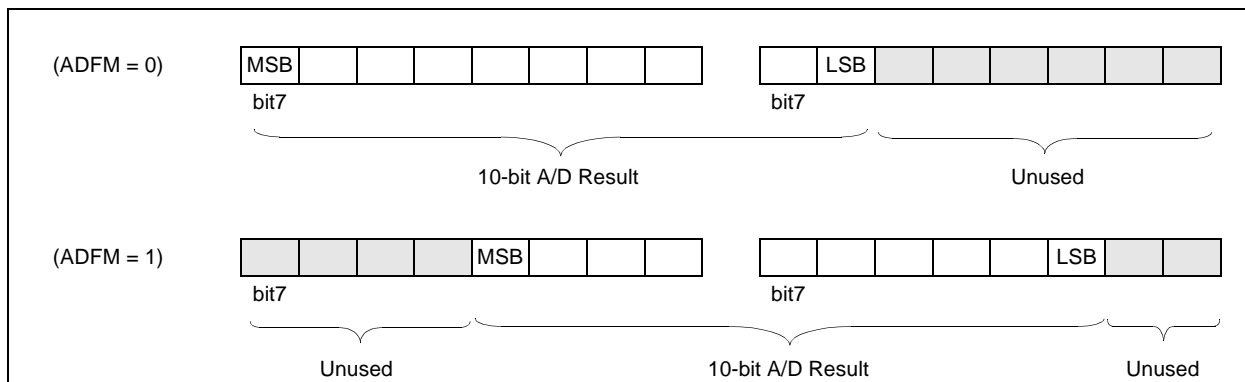 (ADFM = 0)
MSB
LSB
bit7
bit7
10-bit A/D Result
Unused
(ADFM = 1)
MSB
LSB
bit7
bit7
Unused
10-bit A/D Result
Unused